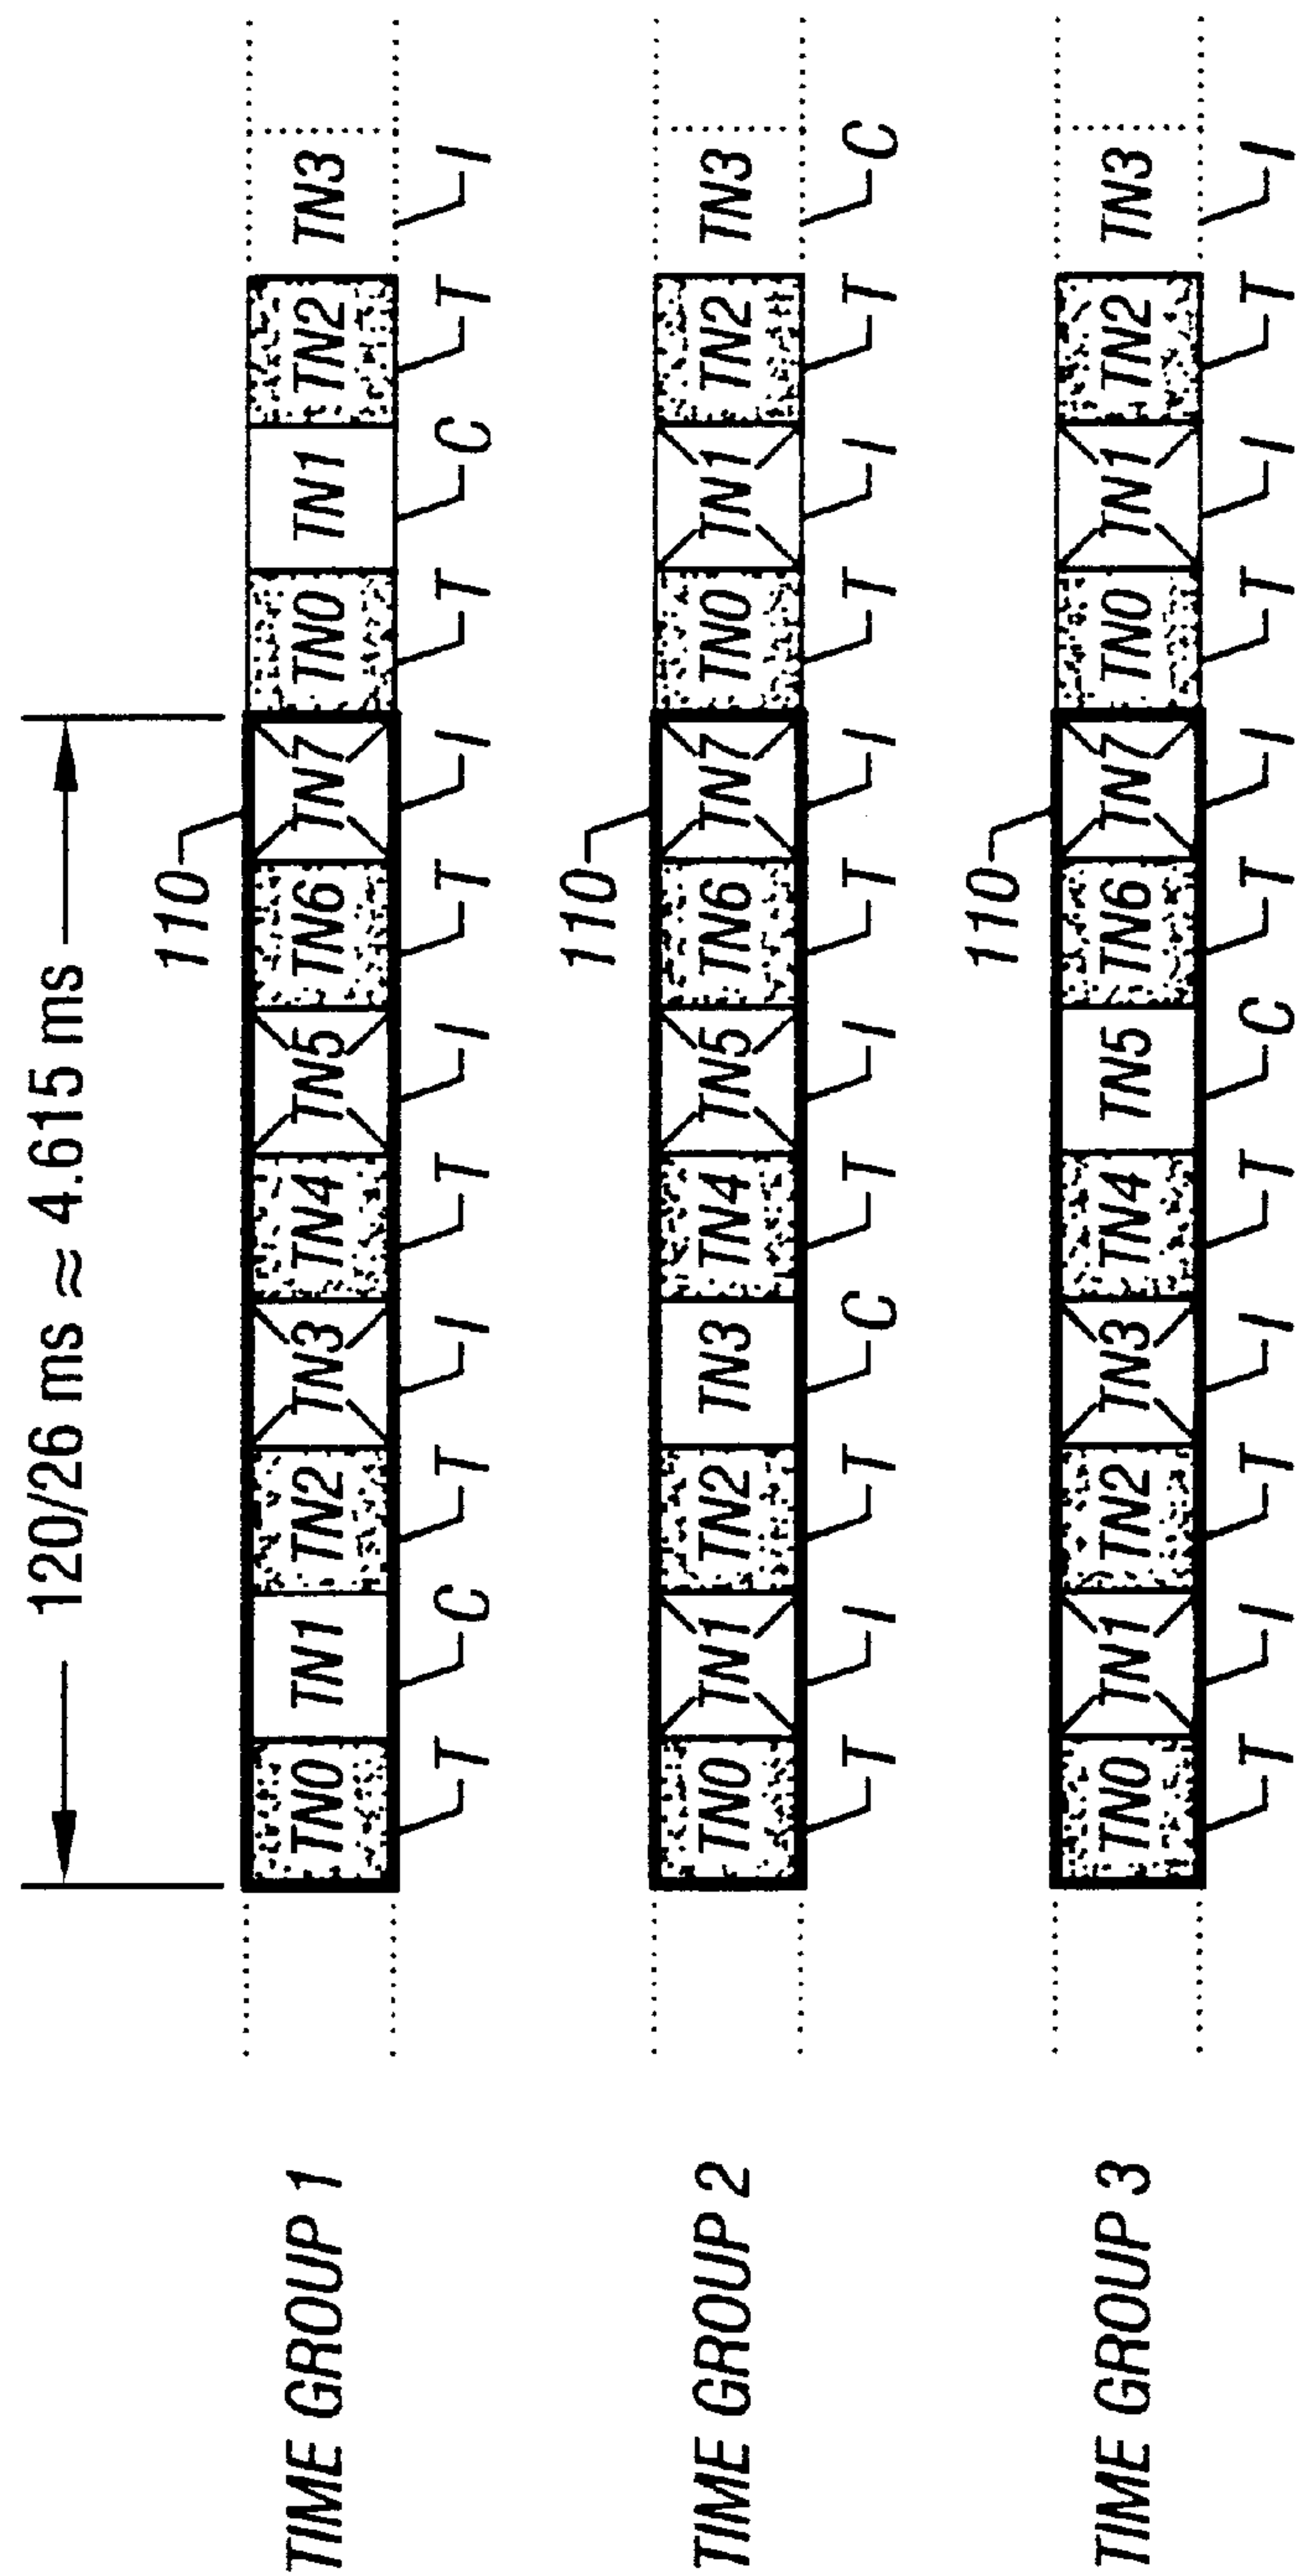 120/26 ms ≈ 4.615 ms
110
TIME GROUP 1
TN0 TN1 TN2 TN3 TN4 TN5 TN6 TN7 TN0 TN1 TN2 TN3
T C T I T I T I T C T I
110
TIME GROUP 2
TN0 TN1 TN2 TN3 TN4 TN5 TN6 TN7 TN0 TN1 TN2 TN3
T I T C T I T I T I T C
110
TIME GROUP 3
TN0 TN1 TN2 TN3 TN4 TN5 TN6 TN7 TN0 TN1 TN2 TN3
T I T I T C T I T I T I